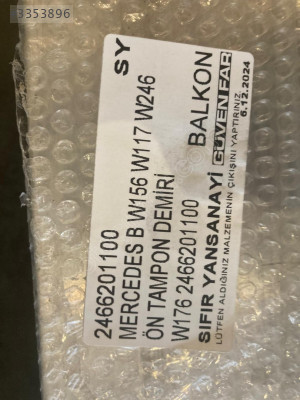 3353896
2466201100
SY
MERCEDES B W156 W117 W246
ÖN TAMPON DEMİRİ
W176 2466201100
BALKON
SIFIR YANSANAYİ GÜVEN FAR
LÜTFEN ALDIĞINIZ MALZEMENİN ÇIKIŞINI YAPTIRINIZ.
6.12.2024